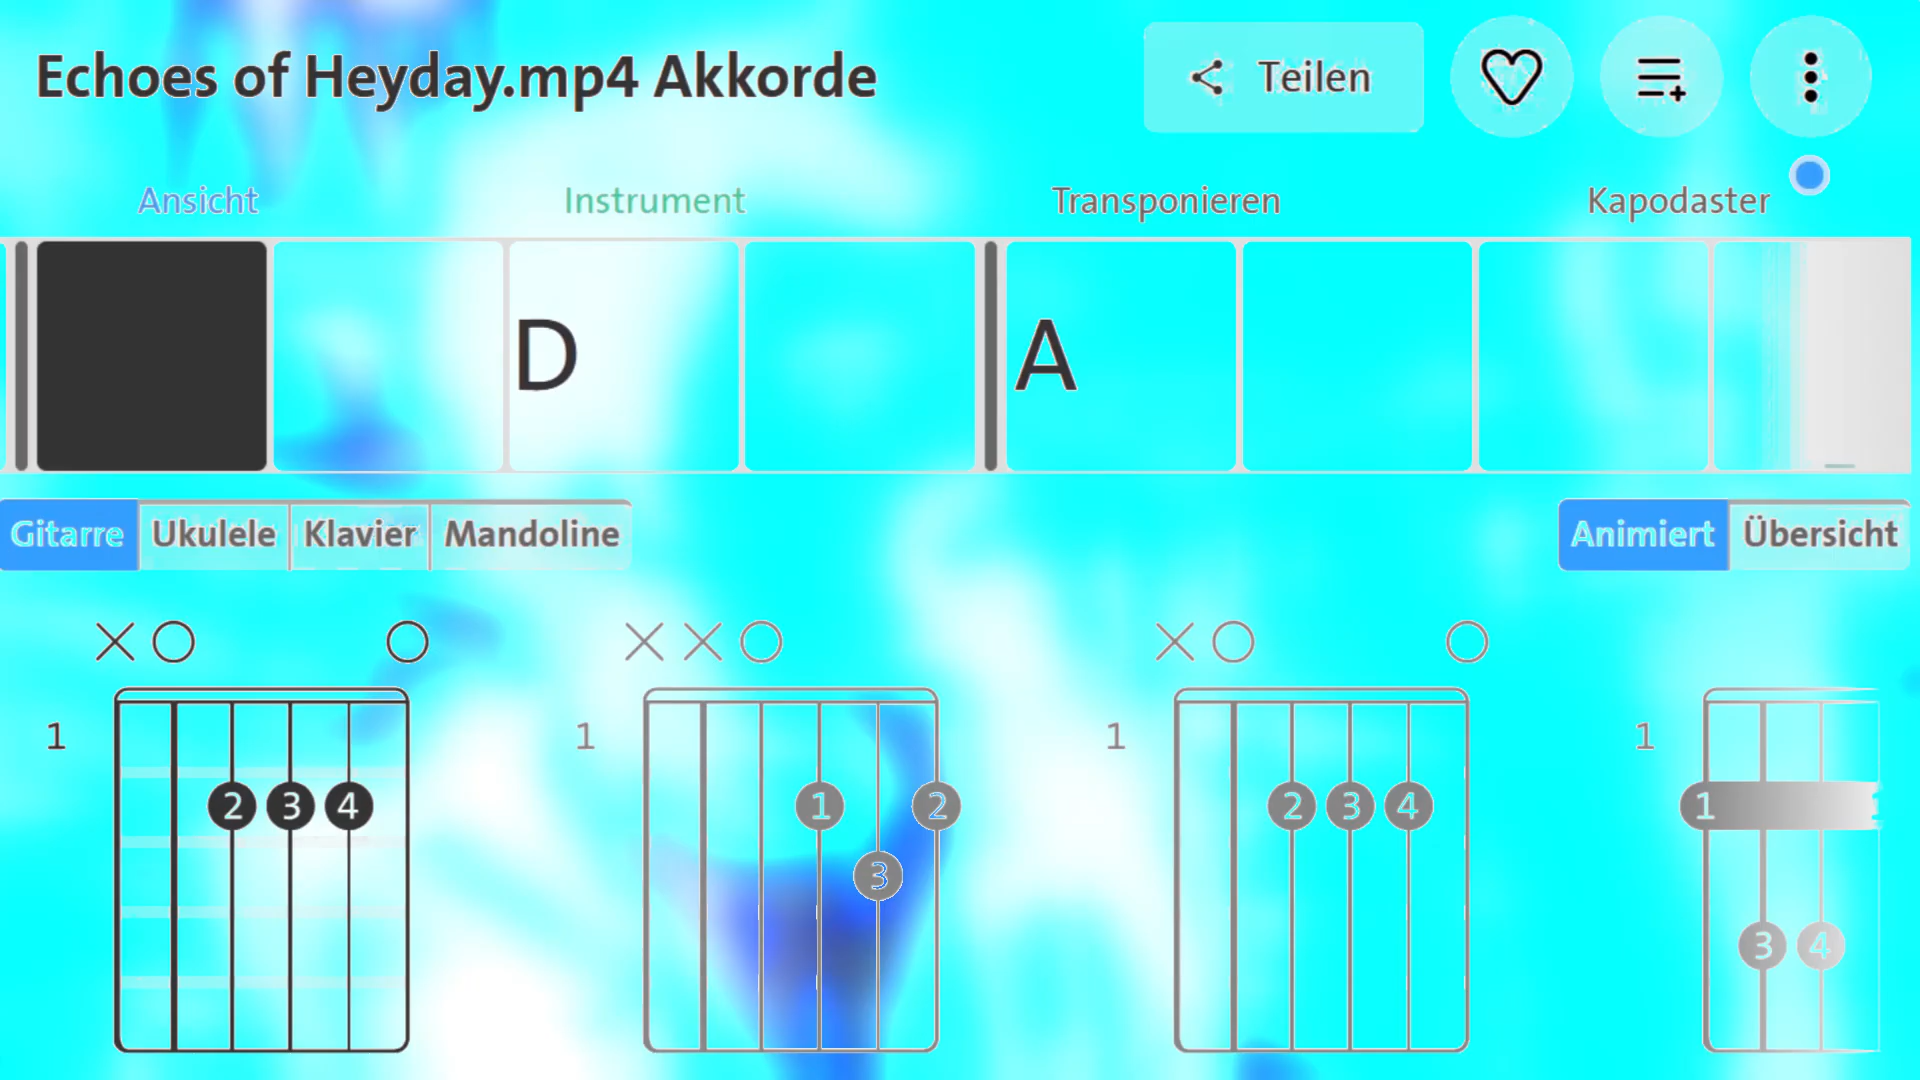 Echoes of Heyday.mp4 Akkorde
Teilen
Ansicht Instrument Transponieren Kapodaster
D A
Gitarre Ukulele Klavier Mandoline Animiert Übersicht
1 1 1 1
2 3 4 1 2 2 3 4 1
3
3 4